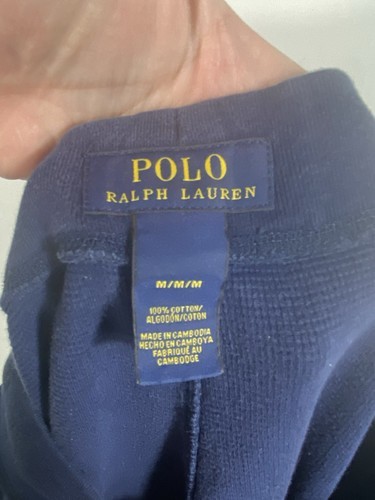 POLO
RALPH LAUREN
M/M/M
100% COTTON/
ALGODÓN/COTON
MADE IN CAMBODIA
HECHO EN CAMBOYA
FABRIQUÉ AU
CAMBODGE